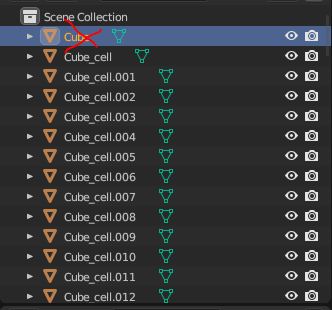 Scene Collection
Cube
Cube_cell
Cube_cell.001
Cube_cell.002
Cube_cell.003
Cube_cell.004
Cube_cell.005
Cube_cell.006
Cube_cell.007
Cube_cell.008
Cube_cell.009
Cube_cell.010
Cube_cell.011
Cube_cell.012